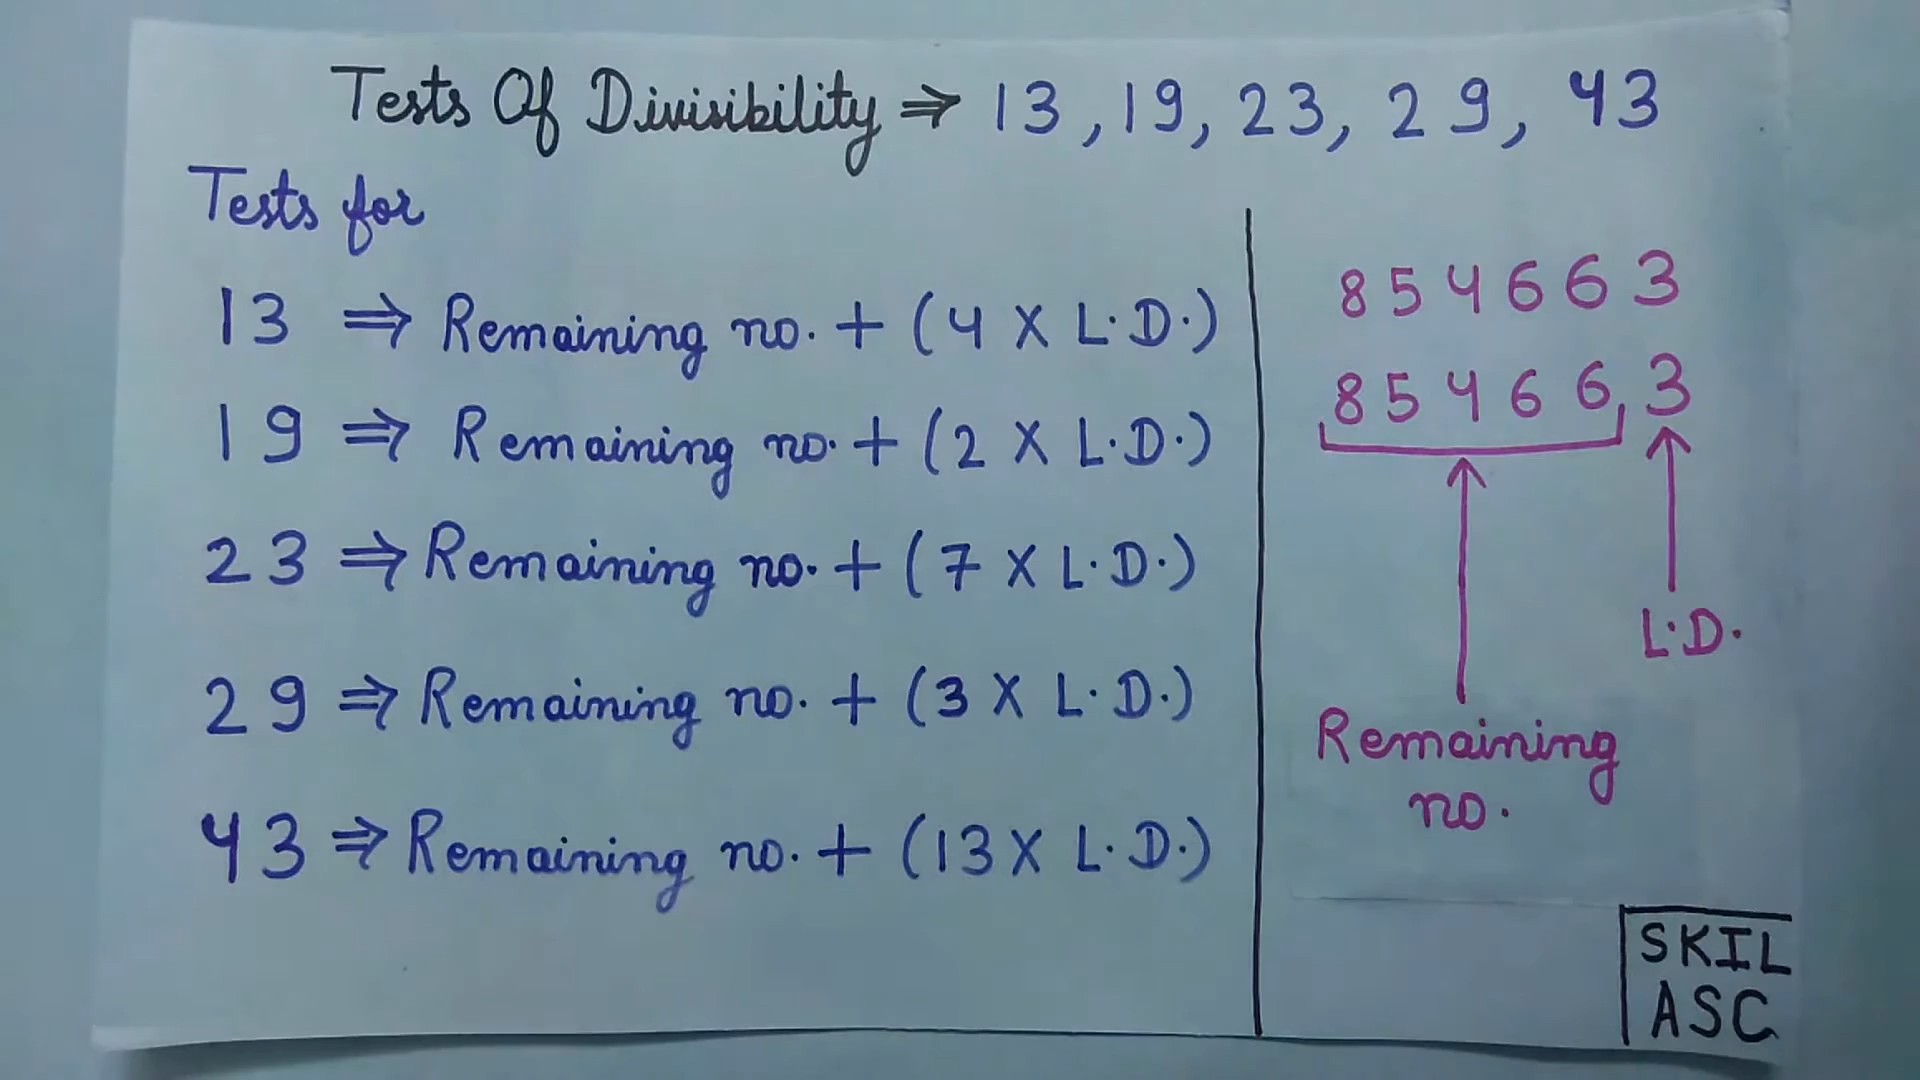 Tests Of Divisibility ⇒ 13, 19, 23, 29, 43
Tests for
13 ⇒ Remaining no. + (4 X L.D.)
19 ⇒ Remaining no. + (2 X L.D.)
23 ⇒ Remaining no. + (7 X L.D.)
29 ⇒ Remaining no. + (3 X L.D.)
43 ⇒ Remaining no. + (13 X L.D.)
854663
85466,3
L.D.
Remaining
no.
SKIL
ASC